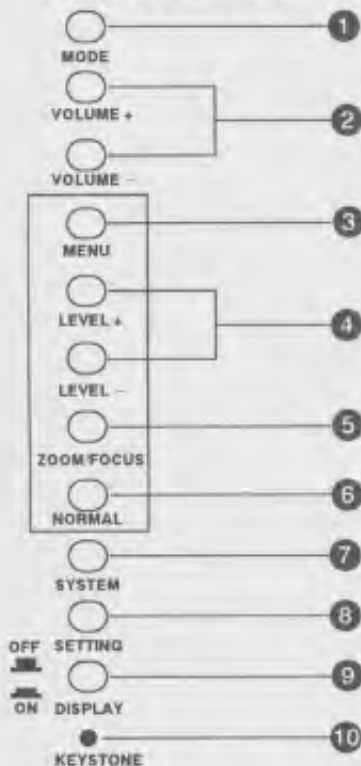 1
MODE
VOLUME +
2
VOLUME −
3
MENU
LEVEL +
4
LEVEL −
5
ZOOM/FOCUS
6
NORMAL
7
SYSTEM
8
OFF SETTING
9
ON DISPLAY
10
KEYSTONE